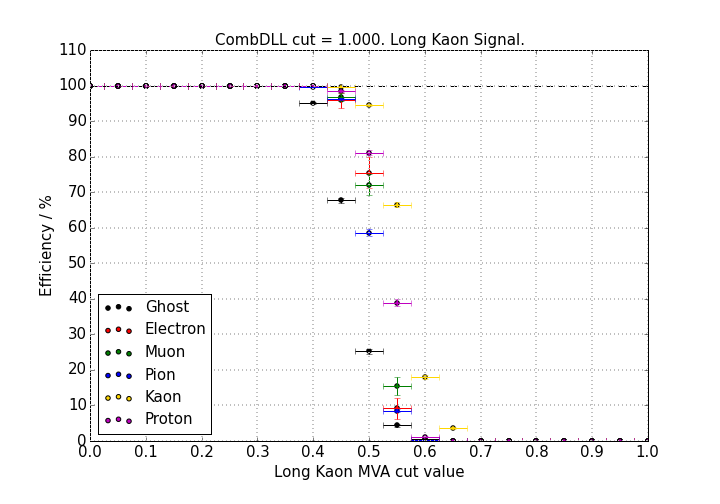 CombDLL cut = 1.000. Long Kaon Signal.
110
100
90
80
70
60
50
40
30
20
10
0
Efficiency / %
Ghost
Electron
Muon
Pion
Kaon
Proton
0.0 0.1 0.2 0.3 0.4 0.5 0.6 0.7 0.8 0.9 1.0
Long Kaon MVA cut value